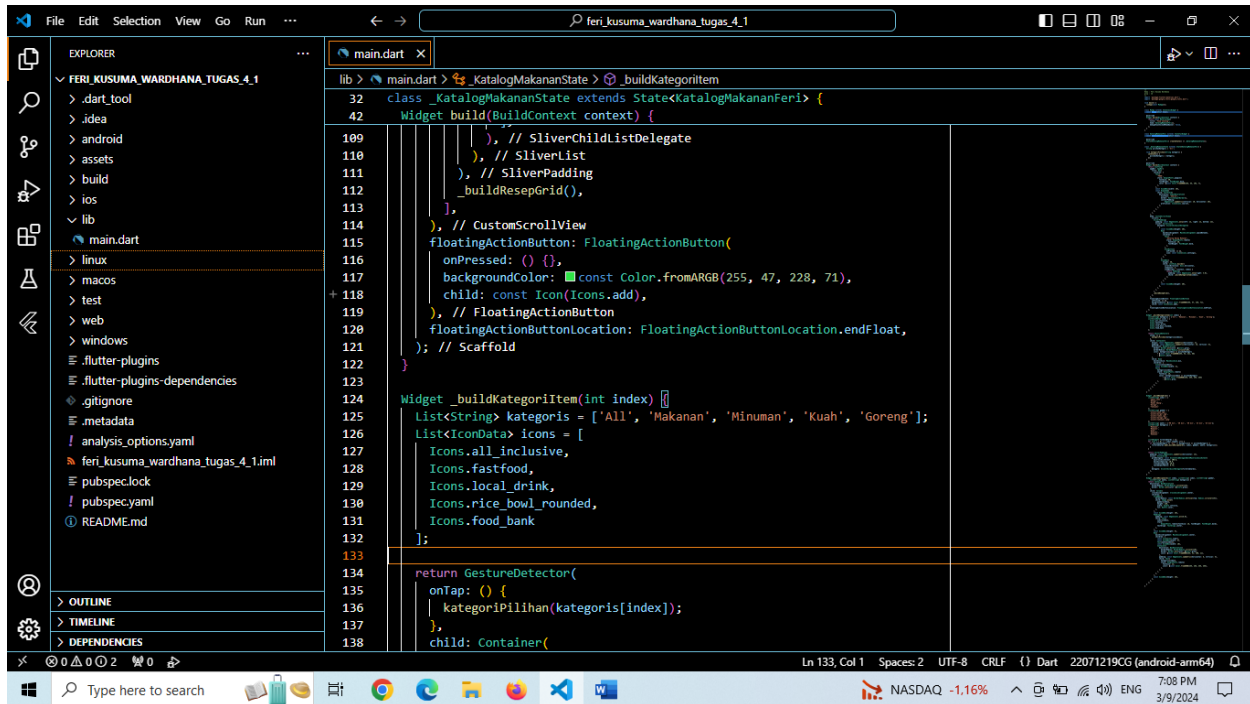 File Edit Selection View Go Run ··· ← → feri_kusuma_wardhana_tugas_4_1
EXPLORER ···
FERI_KUSUMA_WARDHANA_TUGAS_4_1
> .dart_tool
> .idea
> android
> assets
> build
> ios
lib
main.dart
> linux
> macos
> test
> web
> windows
.flutter-plugins
.flutter-plugins-dependencies
.gitignore
.metadata
! analysis_options.yaml
feri_kusuma_wardhana_tugas_4_1.iml
pubspec.lock
! pubspec.yaml
README.md
> OUTLINE
> TIMELINE
> DEPENDENCIES
main.dart ×
lib > main.dart > _KatalogMakananState > _buildKategoriItem
32 class _KatalogMakananState extends State<KatalogMakananFeri> {
42 Widget build(BuildContext context) {
109 ), // SliverChildListDelegate
110 ), // SliverList
111 ), // SliverPadding
112 _buildResepGrid(),
113 ],
114 ), // CustomScrollView
115 floatingActionButton: FloatingActionButton(
116 onPressed: () {},
117 backgroundColor: const Color.fromARGB(255, 47, 228, 71),
118 child: const Icon(Icons.add),
119 ), // FloatingActionButton
120 floatingActionButtonLocation: FloatingActionButtonLocation.endFloat,
121 ); // Scaffold
122 }
123
124 Widget _buildKategoriItem(int index) {
125 List<String> kategoris = ['All', 'Makanan', 'Minuman', 'Kuah', 'Goreng'];
126 List<IconData> icons = [
127 Icons.all_inclusive,
128 Icons.fastfood,
129 Icons.local_drink,
130 Icons.rice_bowl_rounded,
131 Icons.food_bank
132 ];
133
134 return GestureDetector(
135 onTap: () {
136 kategoriPilihan(kategoris[index]);
137 },
138 child: Container(
0 0 2 0 Ln 133, Col 1 Spaces: 2 UTF-8 CRLF {} Dart 22071219CG (android-arm64)
Type here to search NASDAQ -1,16% ENG 7:08 PM
3/9/2024